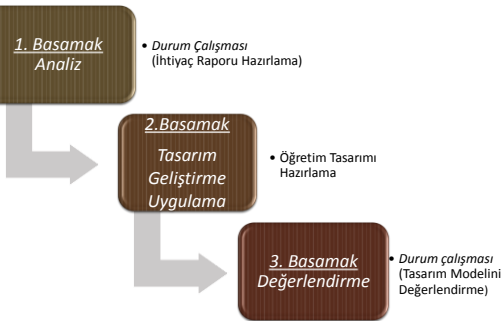 1. Basamak
Analiz
• Durum Çalışması
(İhtiyaç Raporu Hazırlama)
2.Basamak
Tasarım
Geliştirme
Uygulama
• Öğretim Tasarımı
Hazırlama
3. Basamak
Değerlendirme
• Durum çalışması
(Tasarım Modelini
Değerlendirme)